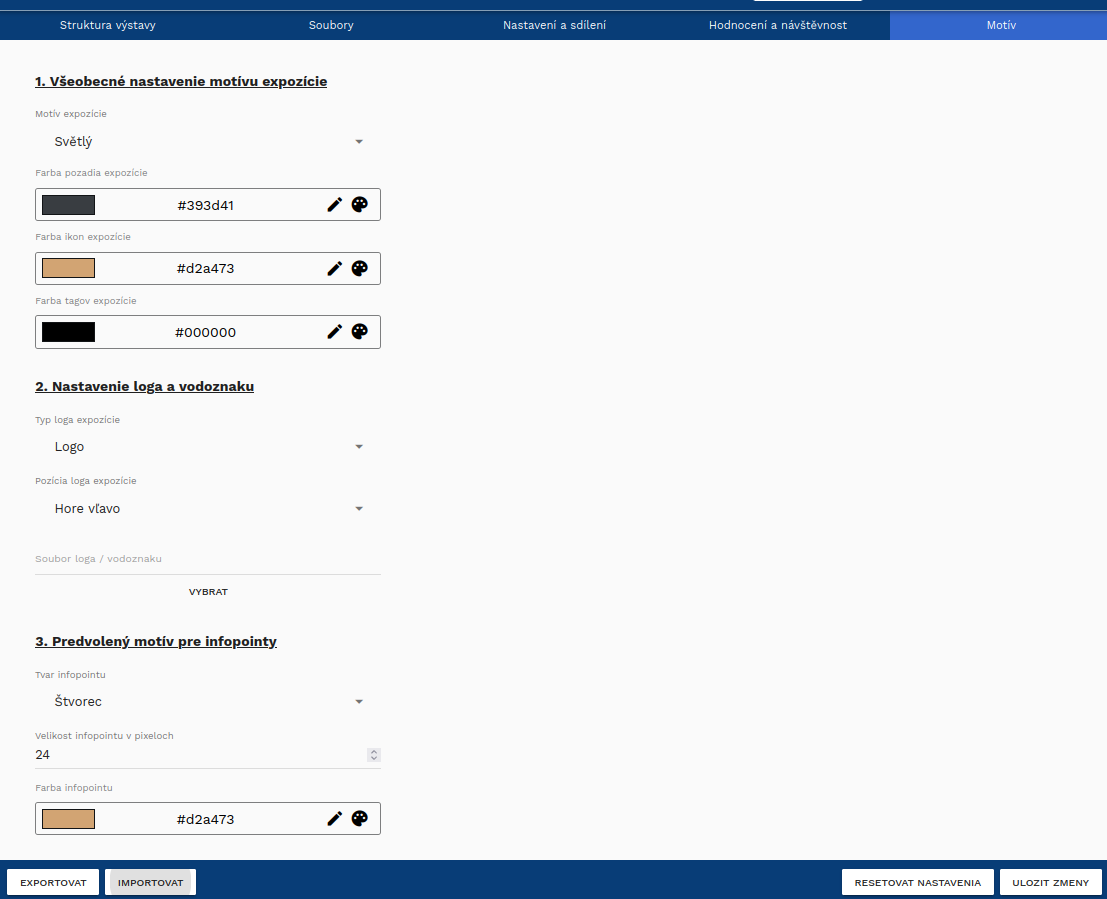 Struktura výstavy
Soubory
Nastavení a sdílení
Hodnocení a návštěvnost
Motív
1. Všeobecné nastavenie motívu expozície
Motív expozície
Světlý
Farba pozadia expozície
#393d41
Farba ikon expozície
#d2a473
Farba tagov expozície
#000000
2. Nastavenie loga a vodoznaku
Typ loga expozície
Logo
Pozícia loga expozície
Hore vľavo
Soubor loga / vodoznaku
VYBRAT
3. Predvolený motív pre infopointy
Tvar infopointu
Štvorec
Velikost infopointu v pixeloch
24
Farba infopointu
#d2a473
EXPORTOVAT
IMPORTOVAT
RESETOVAT NASTAVENIA
ULOZIT ZMENY